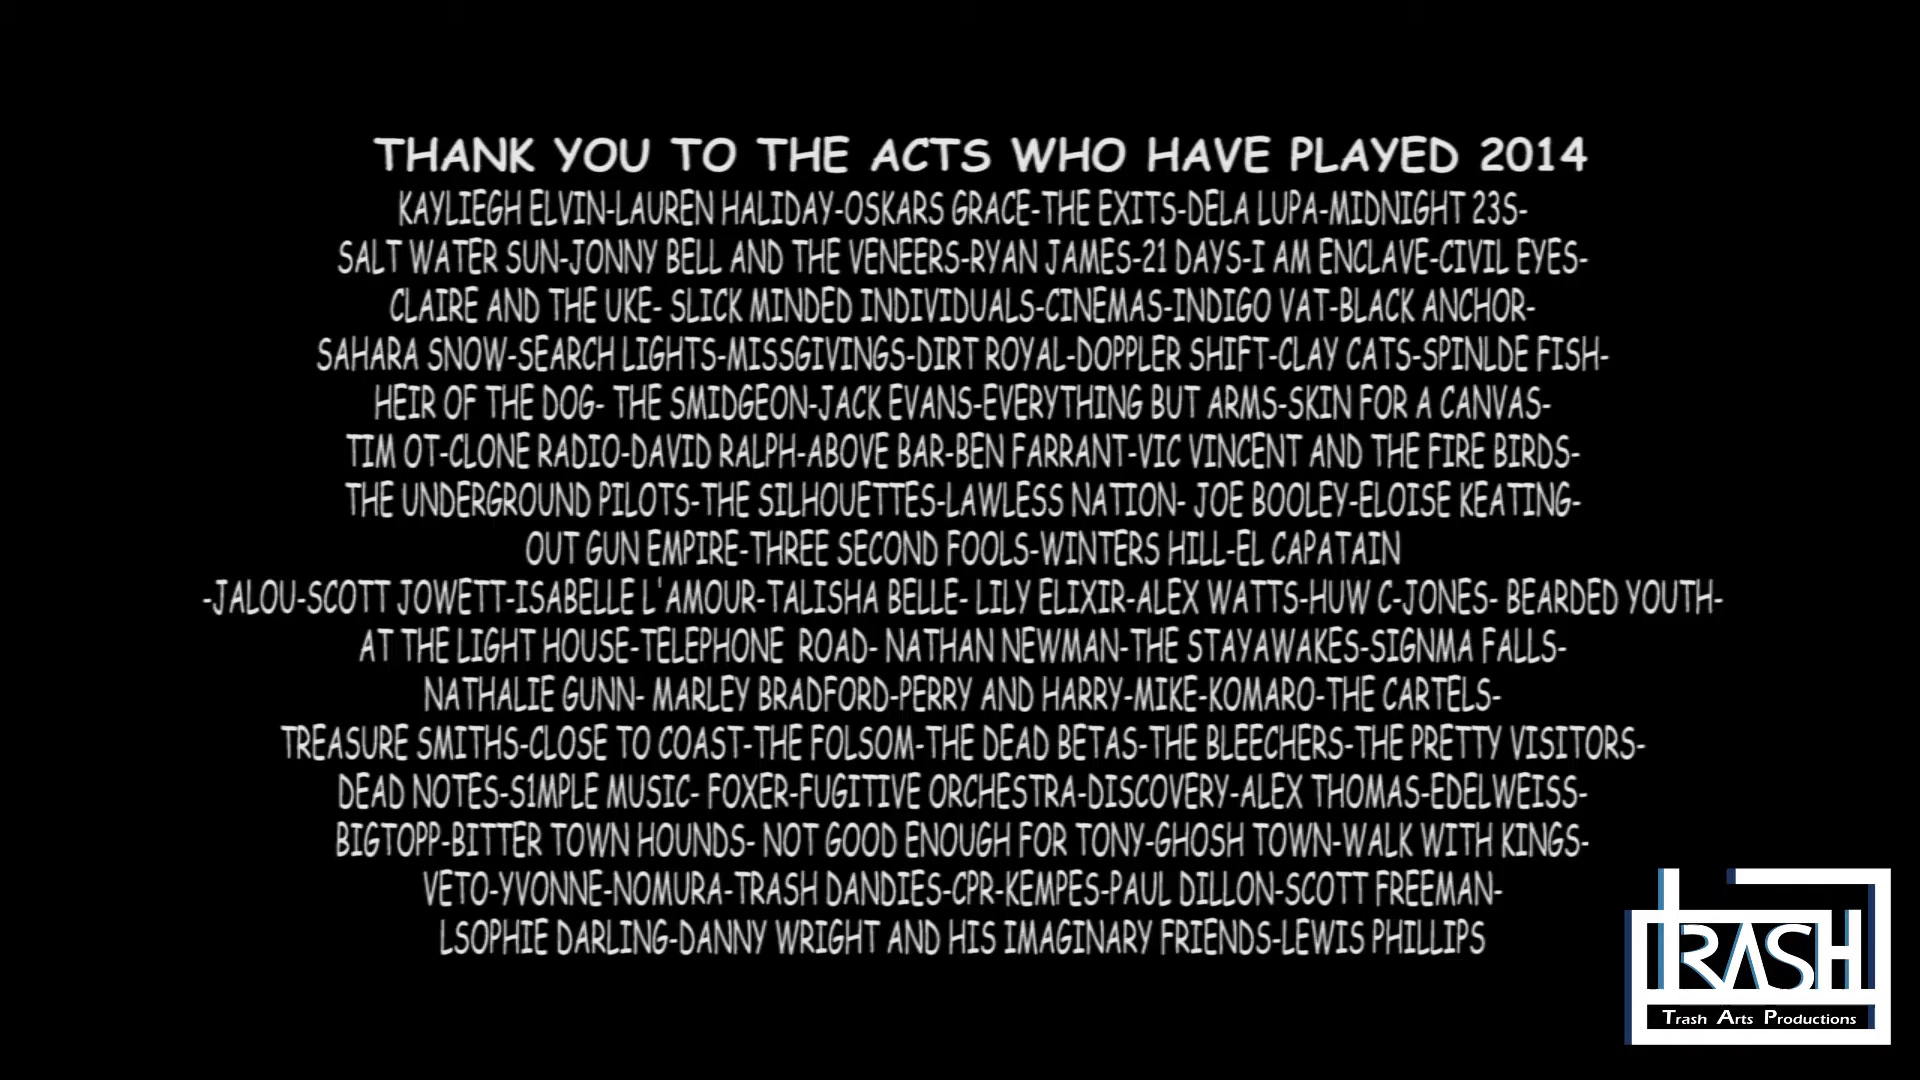 THANK YOU TO THE ACTS WHO HAVE PLAYED 2014
KAYLIEGH ELVIN-LAUREN HALIDAY-OSKARS GRACE-THE EXITS-DELA LUPA-MIDNIGHT 23S-
SALT WATER SUN-JONNY BELL AND THE VENEERS-RYAN JAMES-21 DAYS-I AM ENCLAVE-CIVIL EYES-
CLAIRE AND THE UKE- SLICK MINDED INDIVIDUALS-CINEMAS-INDIGO VAT-BLACK ANCHOR-
SAHARA SNOW-SEARCH LIGHTS-MISSGIVINGS-DIRT ROYAL-DOPPLER SHIFT-CLAY CATS-SPINLDE FISH-
HEIR OF THE DOG- THE SMIDGEON-JACK EVANS-EVERYTHING BUT ARMS-SKIN FOR A CANVAS-
TIM OT-CLONE RADIO-DAVID RALPH-ABOVE BAR-BEN FARRANT-VIC VINCENT AND THE FIRE BIRDS-
THE UNDERGROUND PILOTS-THE SILHOUETTES-LAWLESS NATION- JOE BOOLEY-ELOISE KEATING-
OUT GUN EMPIRE-THREE SECOND FOOLS-WINTERS HILL-EL CAPATAIN
-JALOU-SCOTT JOWETT-ISABELLE L'AMOUR-TALISHA BELLE- LILY ELIXIR-ALEX WATTS-HUW C-JONES- BEARDED YOUTH-
AT THE LIGHT HOUSE-TELEPHONE  ROAD- NATHAN NEWMAN-THE STAYAWAKES-SIGNMA FALLS-
NATHALIE GUNN- MARLEY BRADFORD-PERRY AND HARRY-MIKE-KOMARO-THE CARTELS-
TREASURE SMITHS-CLOSE TO COAST-THE FOLSOM-THE DEAD BETAS-THE BLEECHERS-THE PRETTY VISITORS-
DEAD NOTES-S1MPLE MUSIC- FOXER-FUGITIVE ORCHESTRA-DISCOVERY-ALEX THOMAS-EDELWEISS-
BIGTOPP-BITTER TOWN HOUNDS- NOT GOOD ENOUGH FOR TONY-GHOSH TOWN-WALK WITH KINGS-
VETO-YVONNE-NOMURA-TRASH DANDIES-CPR-KEMPES-PAUL DILLON-SCOTT FREEMAN-
LSOPHIE DARLING-DANNY WRIGHT AND HIS IMAGINARY FRIENDS-LEWIS PHILLIPS
TRASH
Trash Arts Productions